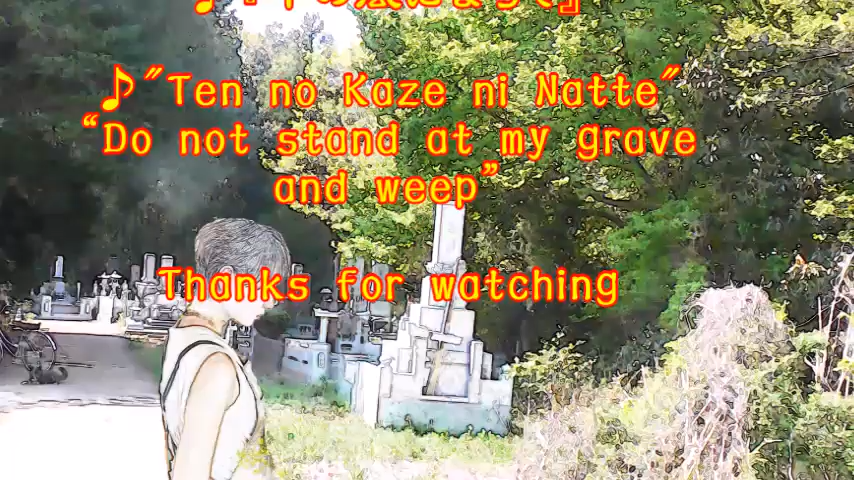 ♪"Ten no Kaze ni Natte"
“Do not stand at my grave
and weep”
Thanks for watching